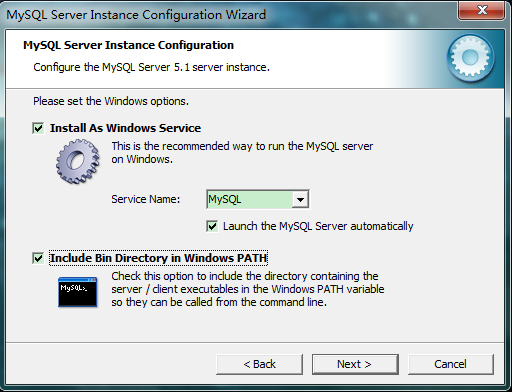 MySQL Server Instance Configuration Wizard
MySQL Server Instance Configuration
Configure the MySQL Server 5.1 server instance.
Please set the Windows options.
Install As Windows Service
This is the recommended way to run the MySQL server
on Windows.
Service Name:
MySQL
Launch the MySQL Server automatically
Include Bin Directory in Windows PATH
MySQL>_
Check this option to include the directory containing the
server / client executables in the Windows PATH variable
so they can be called from the command line.
< Back
Next >
Cancel